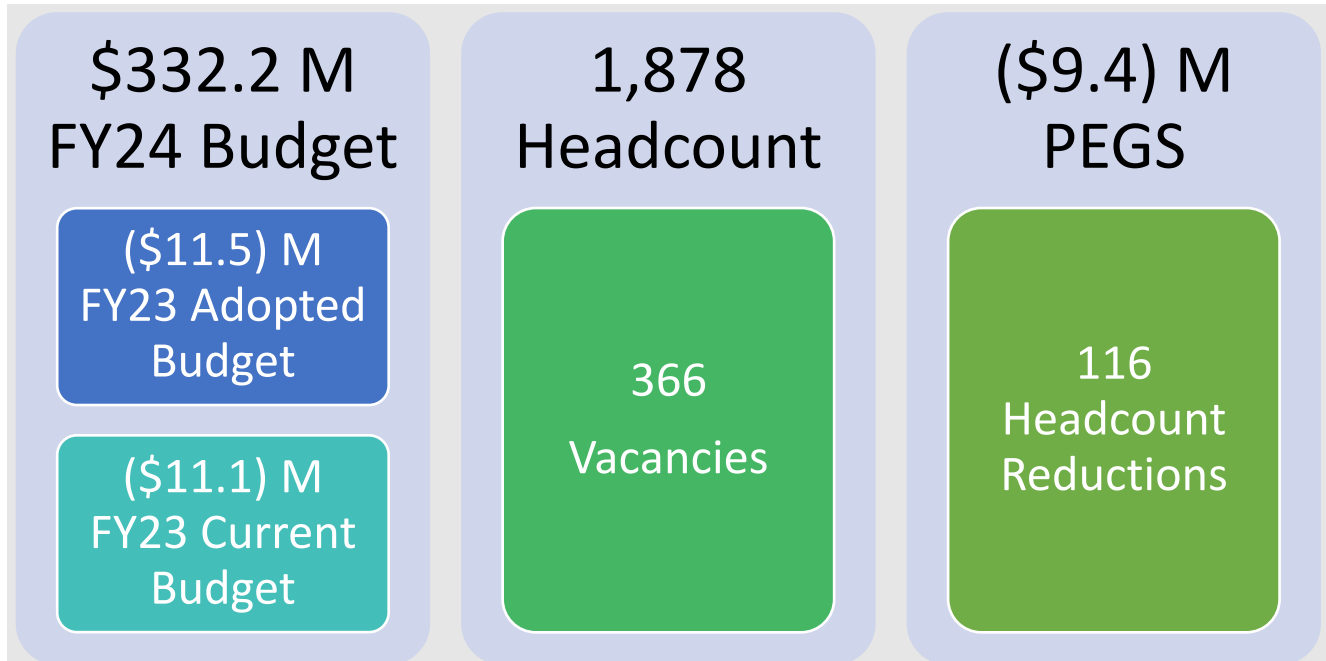 $332.2 M
FY24 Budget
($11.5) M
FY23 Adopted
Budget
($11.1) M
FY23 Current
Budget
1,878
Headcount
366
Vacancies
($9.4) M
PEGS
116
Headcount
Reductions